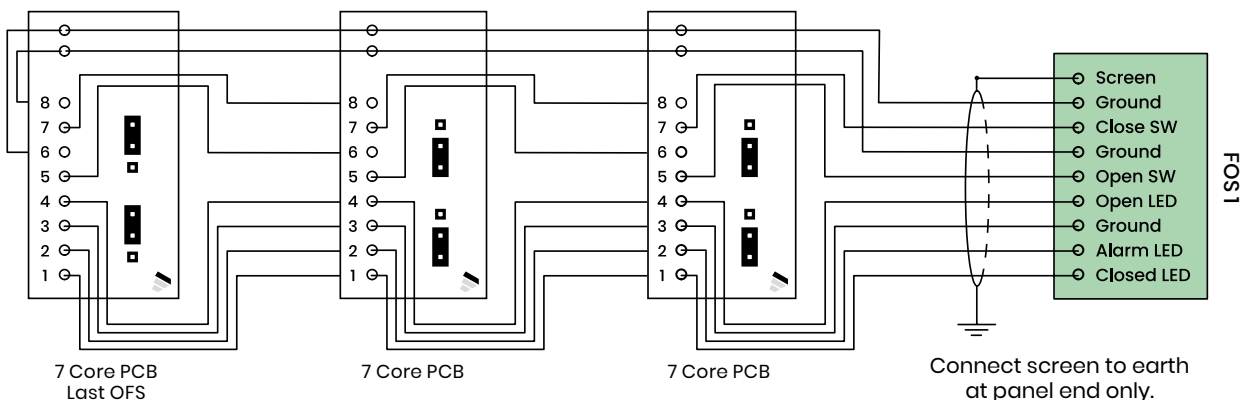 8
7
6
5
4
3
2
1
7 Core PCB
Last OFS
8
7
6
5
4
3
2
1
7 Core PCB
8
7
6
5
4
3
2
1
7 Core PCB
Screen
Ground
Close SW
Ground
Open SW
Open LED
Ground
Alarm LED
Closed LED
FOS1
Connect screen to earth
at panel end only.